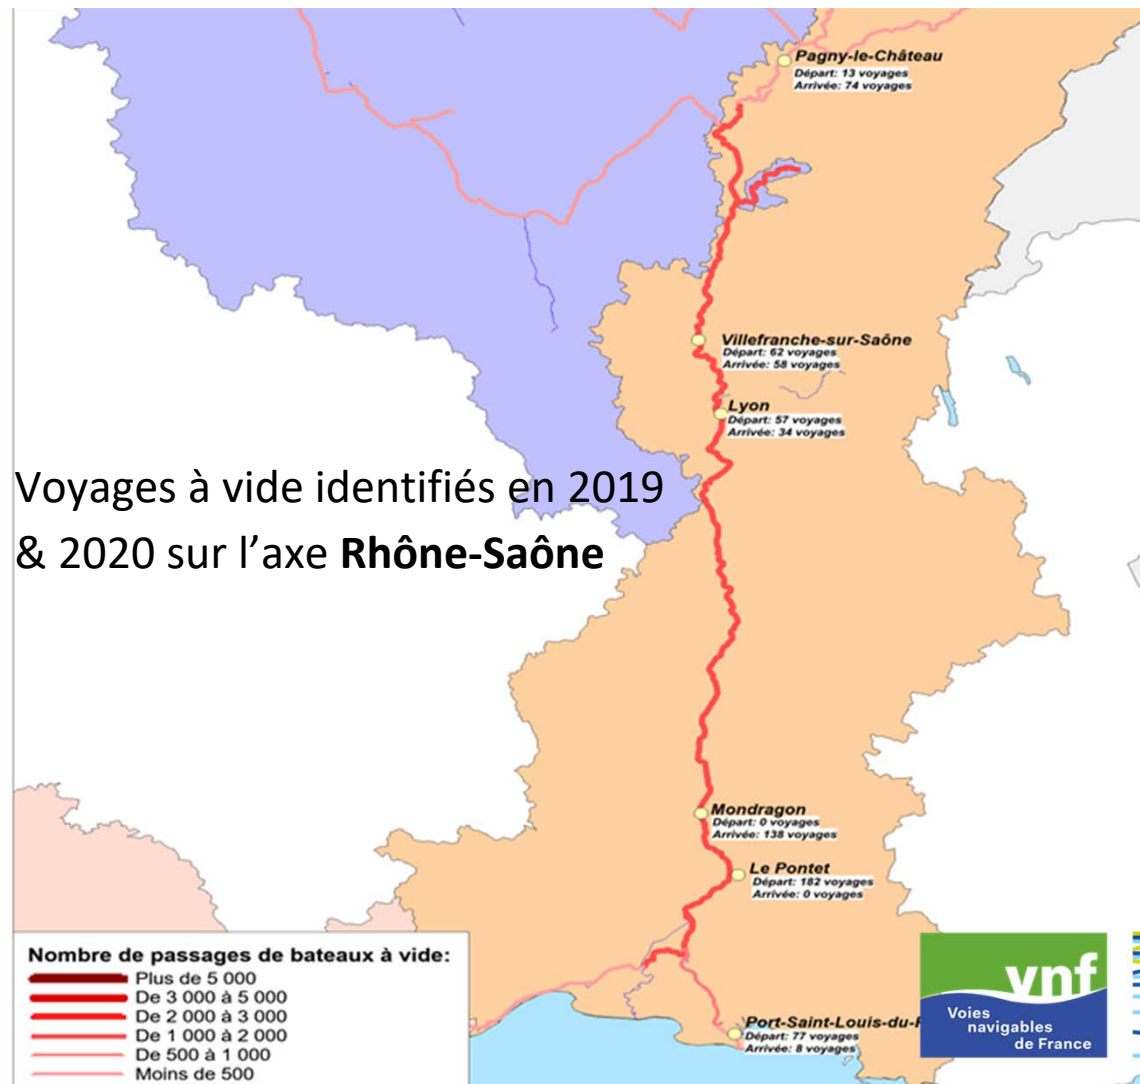 Pagny-le-Château
Départ: 13 voyages
Arrivée: 74 voyages
Villefranche-sur-Saône
Départ: 62 voyages
Arrivée: 58 voyages
Lyon
Départ: 57 voyages
Arrivée: 34 voyages
Voyages à vide identifiés en 2019
& 2020 sur l’axe Rhône-Saône
Mondragon
Départ: 0 voyages
Arrivée: 138 voyages
Le Pontet
Départ: 182 voyages
Arrivée: 0 voyages
Nombre de passages de bateaux à vide:
Plus de 5 000
De 3 000 à 5 000
De 2 000 à 3 000
De 1 000 à 2 000
De 500 à 1 000
Moins de 500
Port-Saint-Louis-du-
Départ: 77 voyages
Arrivée: 8 voyages
vnf
Voies
navigables
de France